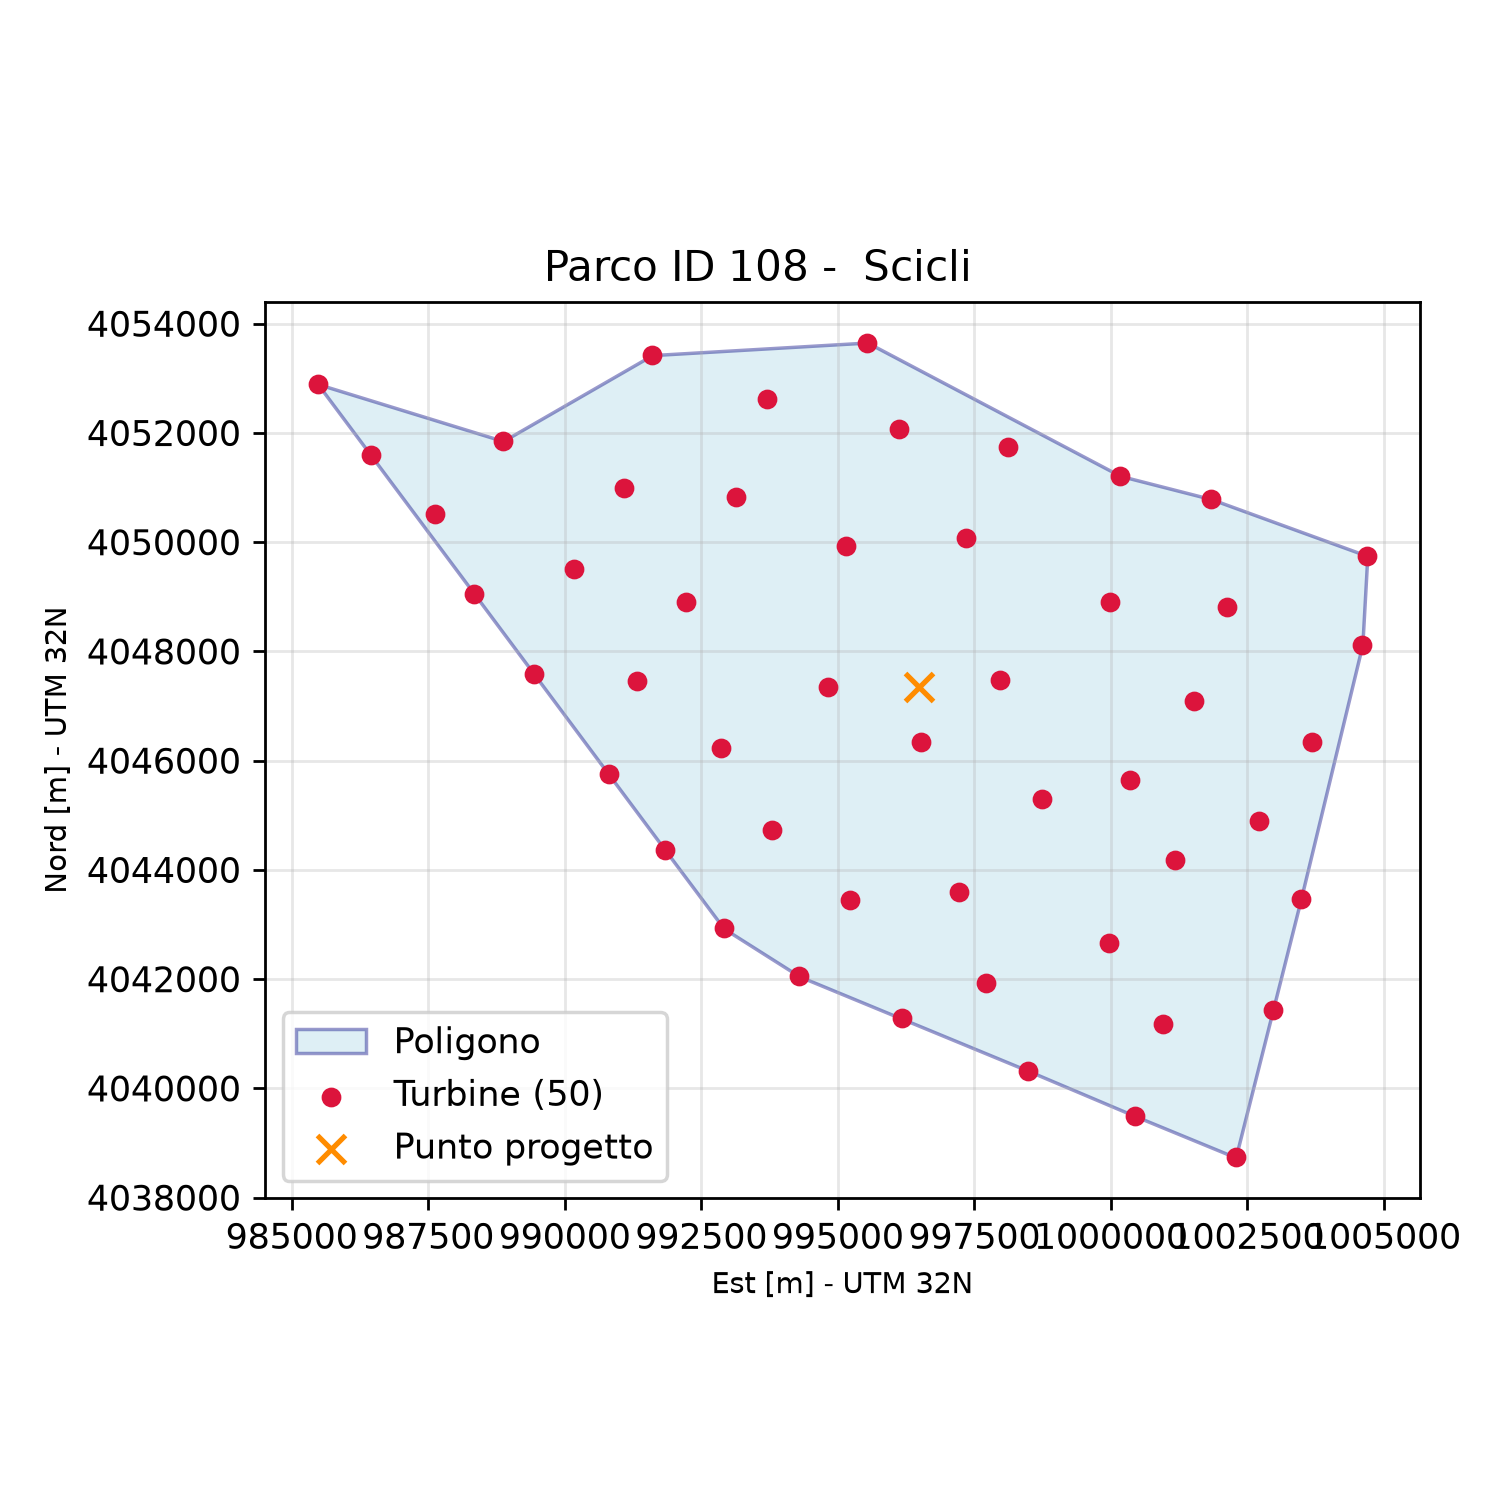 Parco ID 108 -  Scicli
4054000
4052000
4050000
4048000
4046000
4044000
4042000
4040000
4038000
Nord [m] - UTM 32N
Poligono
Turbine (50)
Punto progetto
985000 987500 990000 992500 995000 997500 1000000 1002500 1005000
Est [m] - UTM 32N